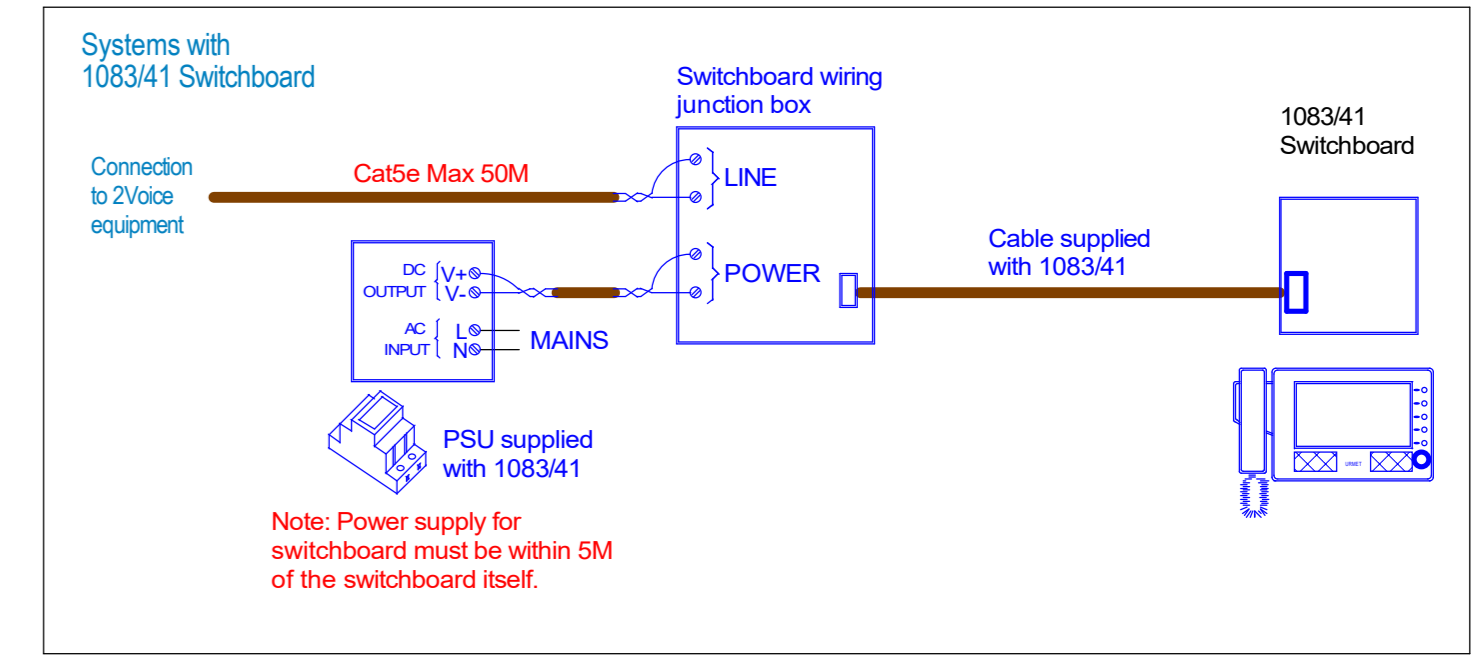 Systems with
1083/41 Switchboard
Switchboard wiring
junction box
1083/41
Switchboard
Connection
to 2Voice
equipment
Cat5e Max 50M
LINE
Cable supplied
with 1083/41
DC
OUTPUT
V+
V-
POWER
AC
INPUT
L
N
MAINS
PSU supplied
with 1083/41
URMET
Note: Power supply for
switchboard must be within 5M
of the switchboard itself.